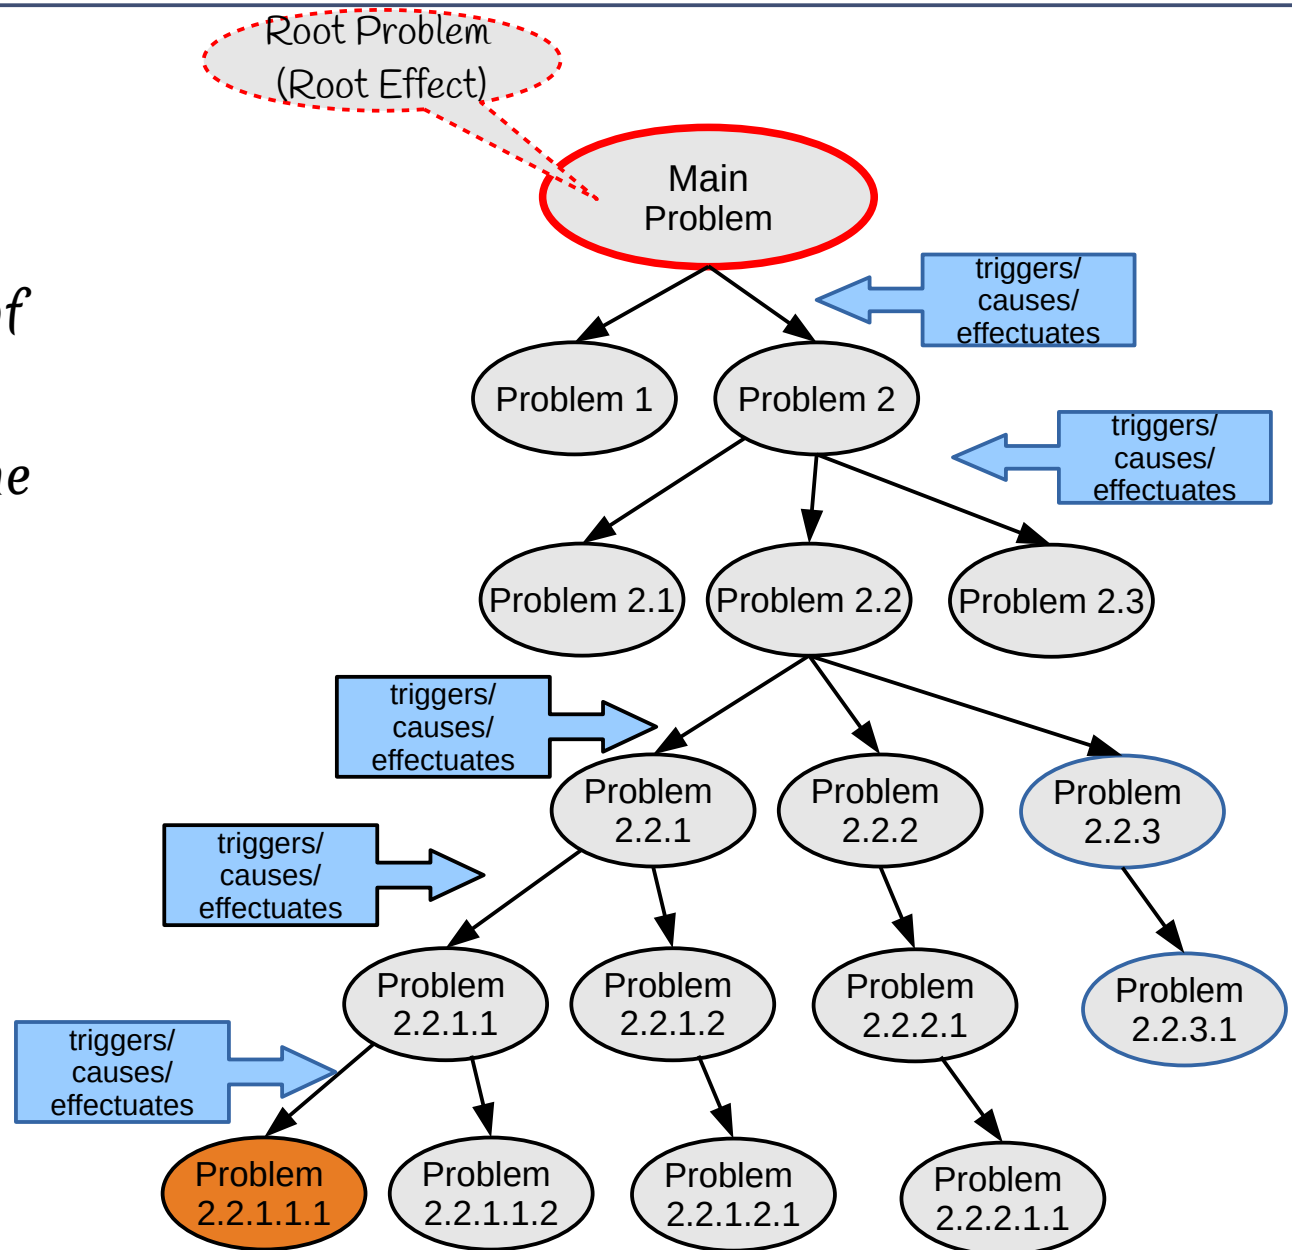 Root Problem
(Root Effect)
Main
Problem
triggers/
causes/
effectuates
of
Problem 1
Problem 2
triggers/
causes/
effectuates
Problem 2.1
Problem 2.2
Problem 2.3
triggers/
causes/
effectuates
Problem
2.2.1
Problem
2.2.2
Problem
2.2.3
triggers/
causes/
effectuates
Problem
2.2.1.1
Problem
2.2.1.2
Problem
2.2.2.1
Problem
2.2.3.1
triggers/
causes/
effectuates
Problem
2.2.1.1.1
Problem
2.2.1.1.2
Problem
2.2.1.2.1
Problem
2.2.2.1.1